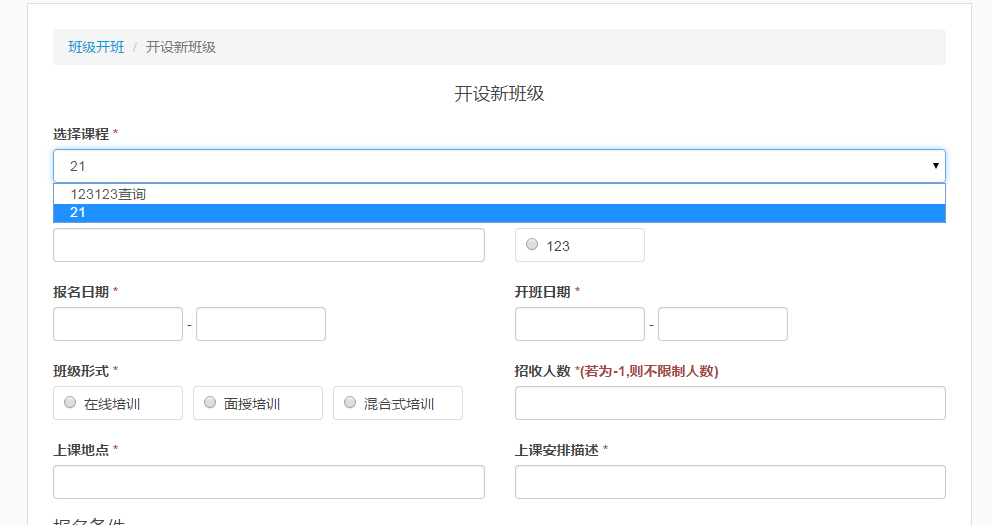 班级开班 / 开设新班级
开设新班级
选择课程 *
21
123123查询
21
123
报名日期 * 开班日期 *
- -
班级形式 * 招收人数 *(若为-1,则不限制人数)
在线培训 面授培训 混合式培训
上课地点 * 上课安排描述 *
报名条件